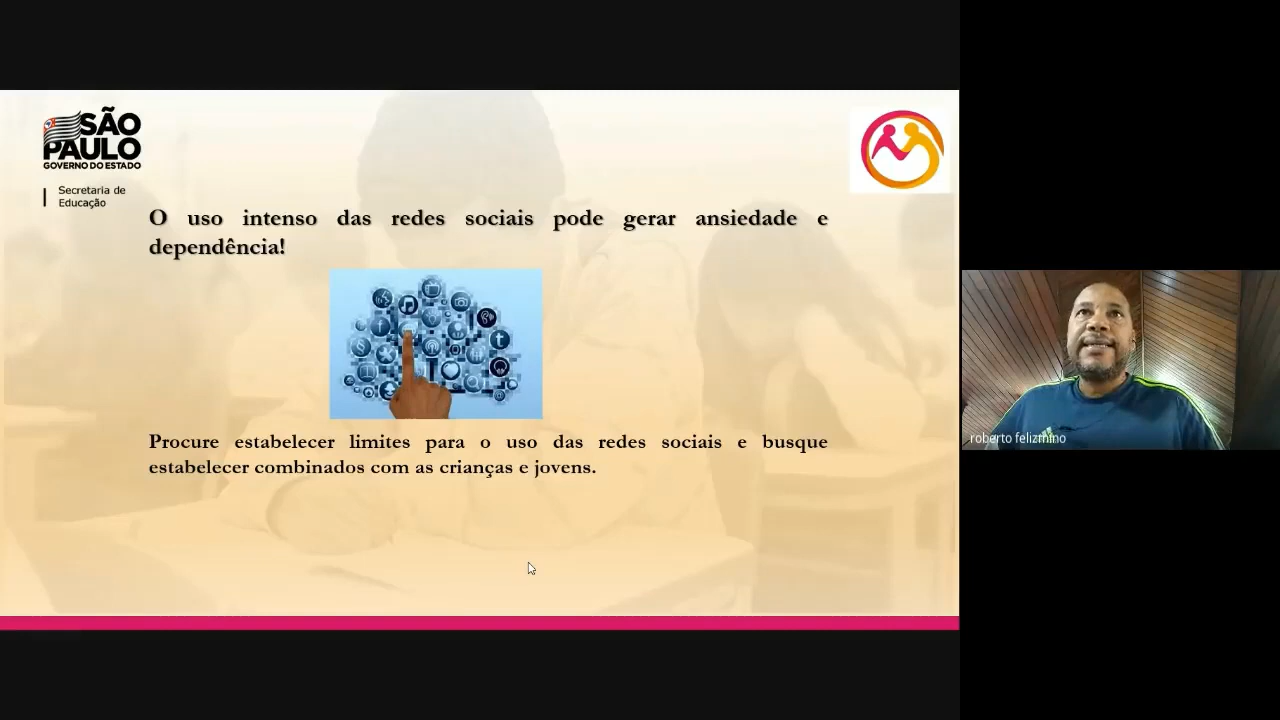 SÃO
PAULO
GOVERNO DO ESTADO
Secretaria de
Educação
O uso intenso das redes sociais pode gerar ansiedade e
dependência!
Procure estabelecer limites para o uso das redes sociais e busque
estabelecer combinados com as crianças e jovens.
roberto felizmino